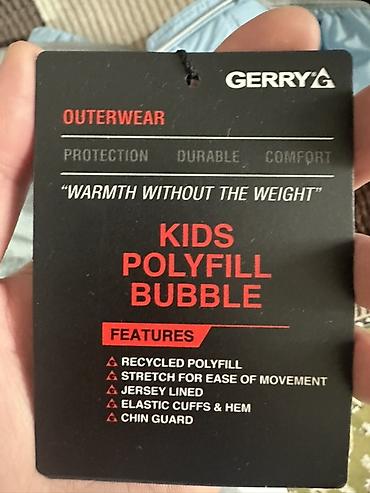 GERRY
OUTERWEAR
PROTECTION DURABLE COMFORT
“WARMTH WITHOUT THE WEIGHT”
KIDS
POLYFILL
BUBBLE
FEATURES
RECYCLED POLYFILL
STRETCH FOR EASE OF MOVEMENT
JERSEY LINED
ELASTIC CUFFS & HEM
CHIN GUARD